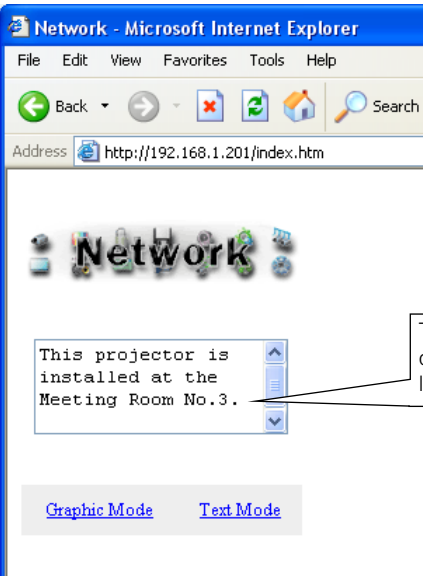 Network - Microsoft Internet Explorer
File Edit View Favorites Tools Help
Back Search
Address http://192.168.1.201/index.htm
Network
This projector is
installed at the
Meeting Room No.3.
Graphic Mode Text Mode